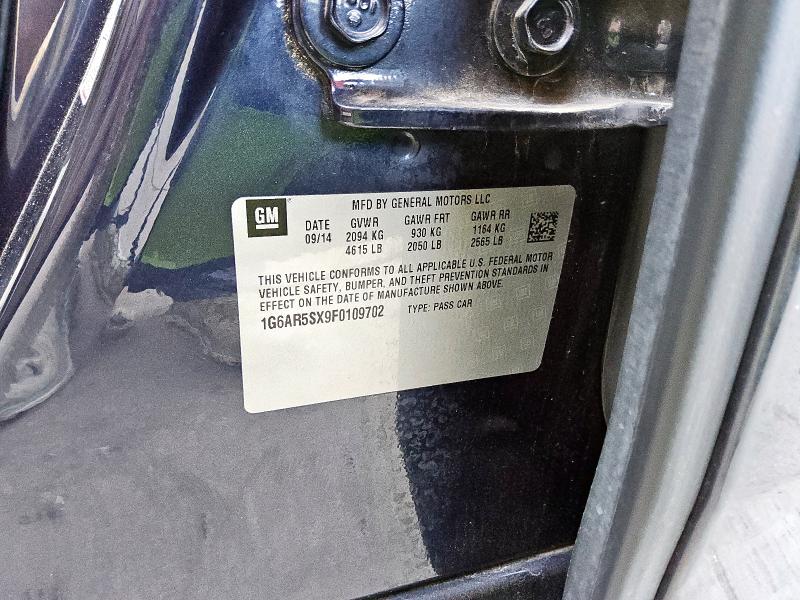 GM
MFD BY GENERAL MOTORS LLC
DATE GVWR GAWR FRT GAWR RR
09/14 2094 KG 930 KG 1164 KG
4615 LB 2050 LB 2565 LB
THIS VEHICLE CONFORMS TO ALL APPLICABLE U.S. FEDERAL MOTOR
VEHICLE SAFETY, BUMPER, AND THEFT PREVENTION STANDARDS IN
EFFECT ON THE DATE OF MANUFACTURE SHOWN ABOVE.
1G6AR5SX9F0109702 TYPE: PASS CAR